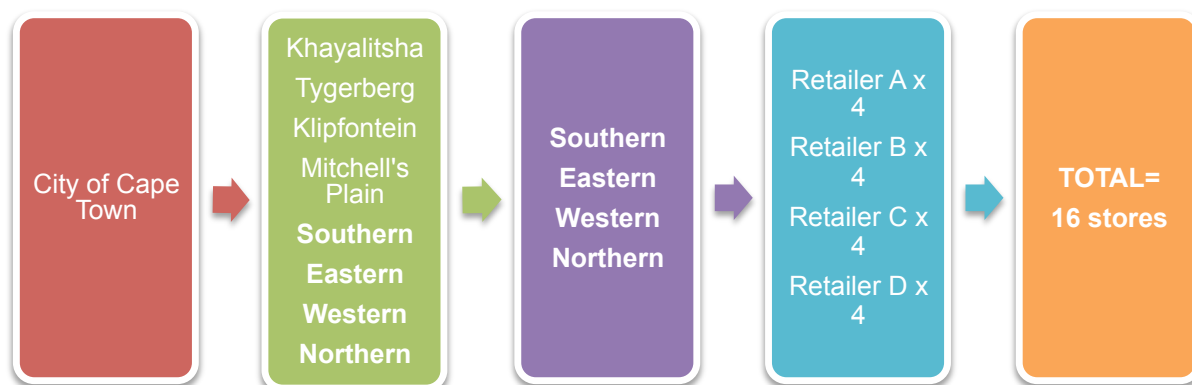 City of Cape
Town
Khayalitsha
Tygerberg
Klipfontein
Mitchell's
Plain
Southern
Eastern
Western
Northern
Southern
Eastern
Western
Northern
Retailer A x
4
Retailer B x
4
Retailer C x
4
Retailer D x
4
TOTAL=
16 stores